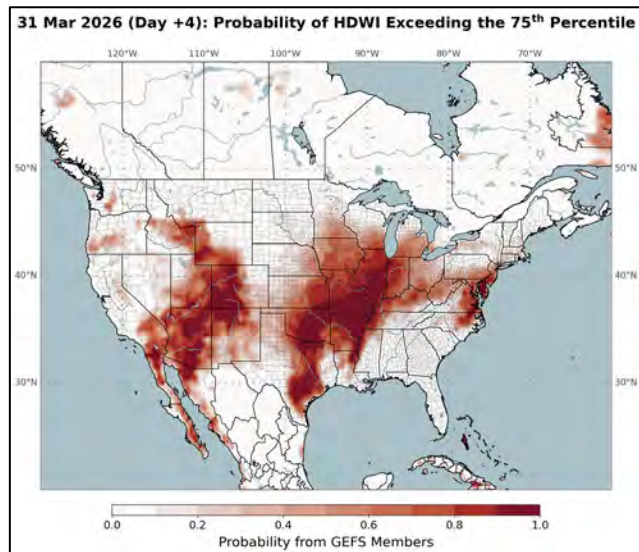 31 Mar 2026 (Day +4): Probability of HDWI Exceeding the 75th Percentile
120°W 110°W 100°W 90°W 80°W 70°W
50°N
50°N
40°N
40°N
30°N
30°N
0.0 0.2 0.4 0.6 0.8 1.0
Probability from GEFS Members